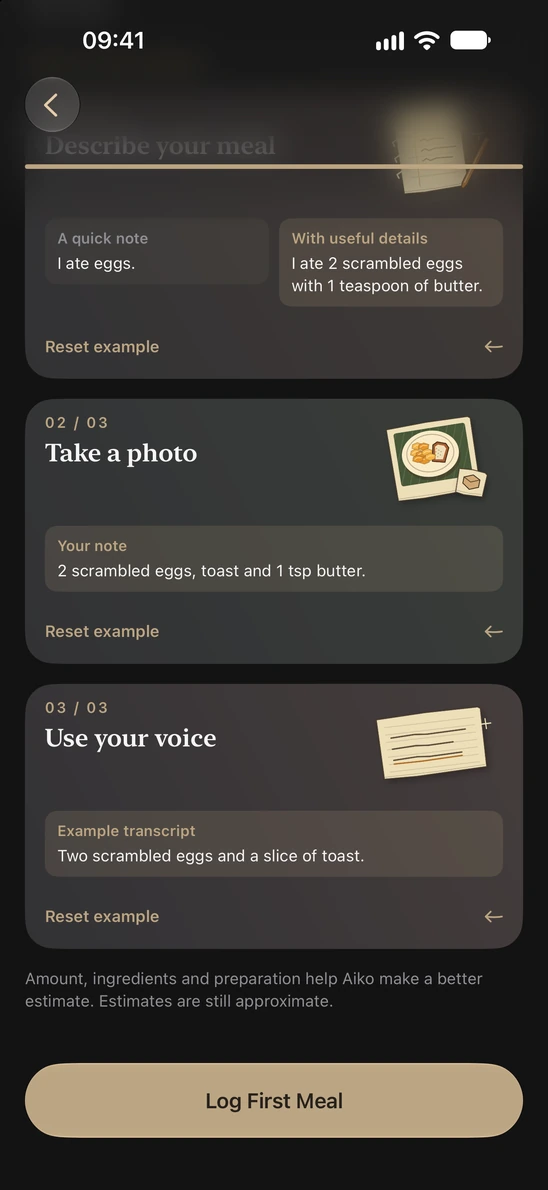 09:41
Describe your meal
A quick note
I ate eggs.
With useful details
I ate 2 scrambled eggs
with 1 teaspoon of butter.
Reset example
02 / 03
Take a photo
Your note
2 scrambled eggs, toast and 1 tsp butter.
Reset example
03 / 03
Use your voice
Example transcript
Two scrambled eggs and a slice of toast.
Reset example
Amount, ingredients and preparation help Aiko make a better
estimate. Estimates are still approximate.
Log First Meal